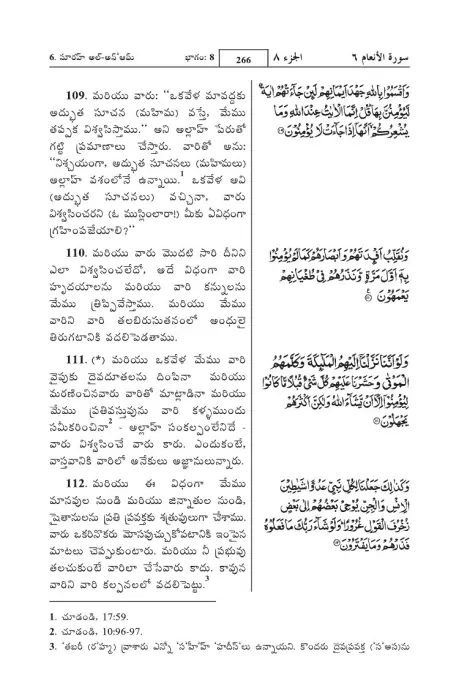 6. సూరహ్ అల్-అన్'ఆమ్ భాగం: 8 266 الجزء ٨ سورة الأنعام ٦
109. మరియు వారు: "ఒకవేళ మావద్దకు
అద్భుత సూచన (మహిమ) వస్తే, మేము
తప్పక విశ్వసిస్తాము." అని అల్లాహ్ పేరుతో
గట్టి ప్రమాణాలు చేస్తారు. వారితో అను:
"నిశ్చయంగా, అద్భుత సూచనలు (మహిమలు)
అల్లాహ్ వశంలోనే ఉన్నాయి.1 ఒకవేళ అవి
(అద్భుత సూచనలు) వచ్చినా, వారు
విశ్వసించరని (ఓ ముస్లింలారా!) మీకు ఏవిధంగా
గ్రహింపజేయాలి?"
وَأَقْسَمُوا بِاللَّهِ جَهْدَ أَيْمَانِهِمْ لَئِنْ جَاءَتْهُمْ آيَةٌ
لَيُؤْمِنُنَّ بِهَا قُلْ إِنَّمَا الْآيَاتُ عِنْدَ اللَّهِ وَمَا
يُشْعِرُكُمْ أَنَّهَا إِذَا جَاءَتْ لَا يُؤْمِنُونَ ۝
110. మరియు వారు మొదటి సారి దీనిని
ఎలా విశ్వసించలేదో, అదే విధంగా వారి
హృదయాలను మరియు వారి కన్నులను
మేము త్రిప్పివేస్తాము. మరియు మేము
వారిని వారి తలబిరుసుతనంలో అంధులై
తిరుగటానికి వదలిపెడతాము.
وَنُقَلِّبُ أَفْئِدَتَهُمْ وَأَبْصَارَهُمْ كَمَا لَمْ يُؤْمِنُوا
بِهِ أَوَّلَ مَرَّةٍ وَنَذَرُهُمْ فِي طُغْيَانِهِمْ
يَعْمَهُونَ ۝
111. (*) మరియు ఒకవేళ మేము వారి
వైపుకు దైవదూతలను దింపినా మరియు
మరణించినవారు వారితో మాట్లాడినా మరియు
మేము ప్రతివస్తువును వారి కళ్ళముందు
సమీకరించినా2 - అల్లాహ్ సంకల్పంలేనిదే -
వారు విశ్వసించే వారు కారు. ఎందుకంటే,
వాస్తవానికి వారిలో అనేకులు అజ్ఞానులున్నారు.
وَلَوْ أَنَّنَا نَزَّلْنَا إِلَيْهِمُ الْمَلَائِكَةَ وَكَلَّمَهُمُ
الْمَوْتَىٰ وَحَشَرْنَا عَلَيْهِمْ كُلَّ شَيْءٍ قُبُلًا مَا كَانُوا
لِيُؤْمِنُوا إِلَّا أَنْ يَشَاءَ اللَّهُ وَلَٰكِنَّ أَكْثَرَهُمْ
يَجْهَلُونَ ۝
112. మరియు ఈ విధంగా మేము
మానవుల నుండి మరియు జిన్నాతుల నుండి,
షైతానులను ప్రతి ప్రవక్తకు శత్రువులుగా చేశాము.
వారు ఒకరినొకరు మోసపుచ్చుకోవటానికి ఇంపైన
మాటలు చెప్పుకుంటారు. మరియు నీ ప్రభువు
తలచుకుంటే వారిలా చేసేవారు కాదు. కావున
వారిని వారి కల్పనలలో వదలిపెట్టు.3
وَكَذَٰلِكَ جَعَلْنَا لِكُلِّ نَبِيٍّ عَدُوًّا شَيَاطِينَ
الْإِنْسِ وَالْجِنِّ يُوحِي بَعْضُهُمْ إِلَىٰ بَعْضٍ
زُخْرُفَ الْقَوْلِ غُرُورًا وَلَوْ شَاءَ رَبُّكَ مَا فَعَلُوهُ
فَذَرْهُمْ وَمَا يَفْتَرُونَ ۝
1. చూడండి, 17:59.
2. చూడండి, 10:96-97.
3. 'తబరీ (ర'హ్మా) వ్రాశారు ఎన్నో 'స'హీ'హ్ 'హదీస్'లు ఉన్నాయని. కొందరు దైవప్రవక్త ('స'అస)ను